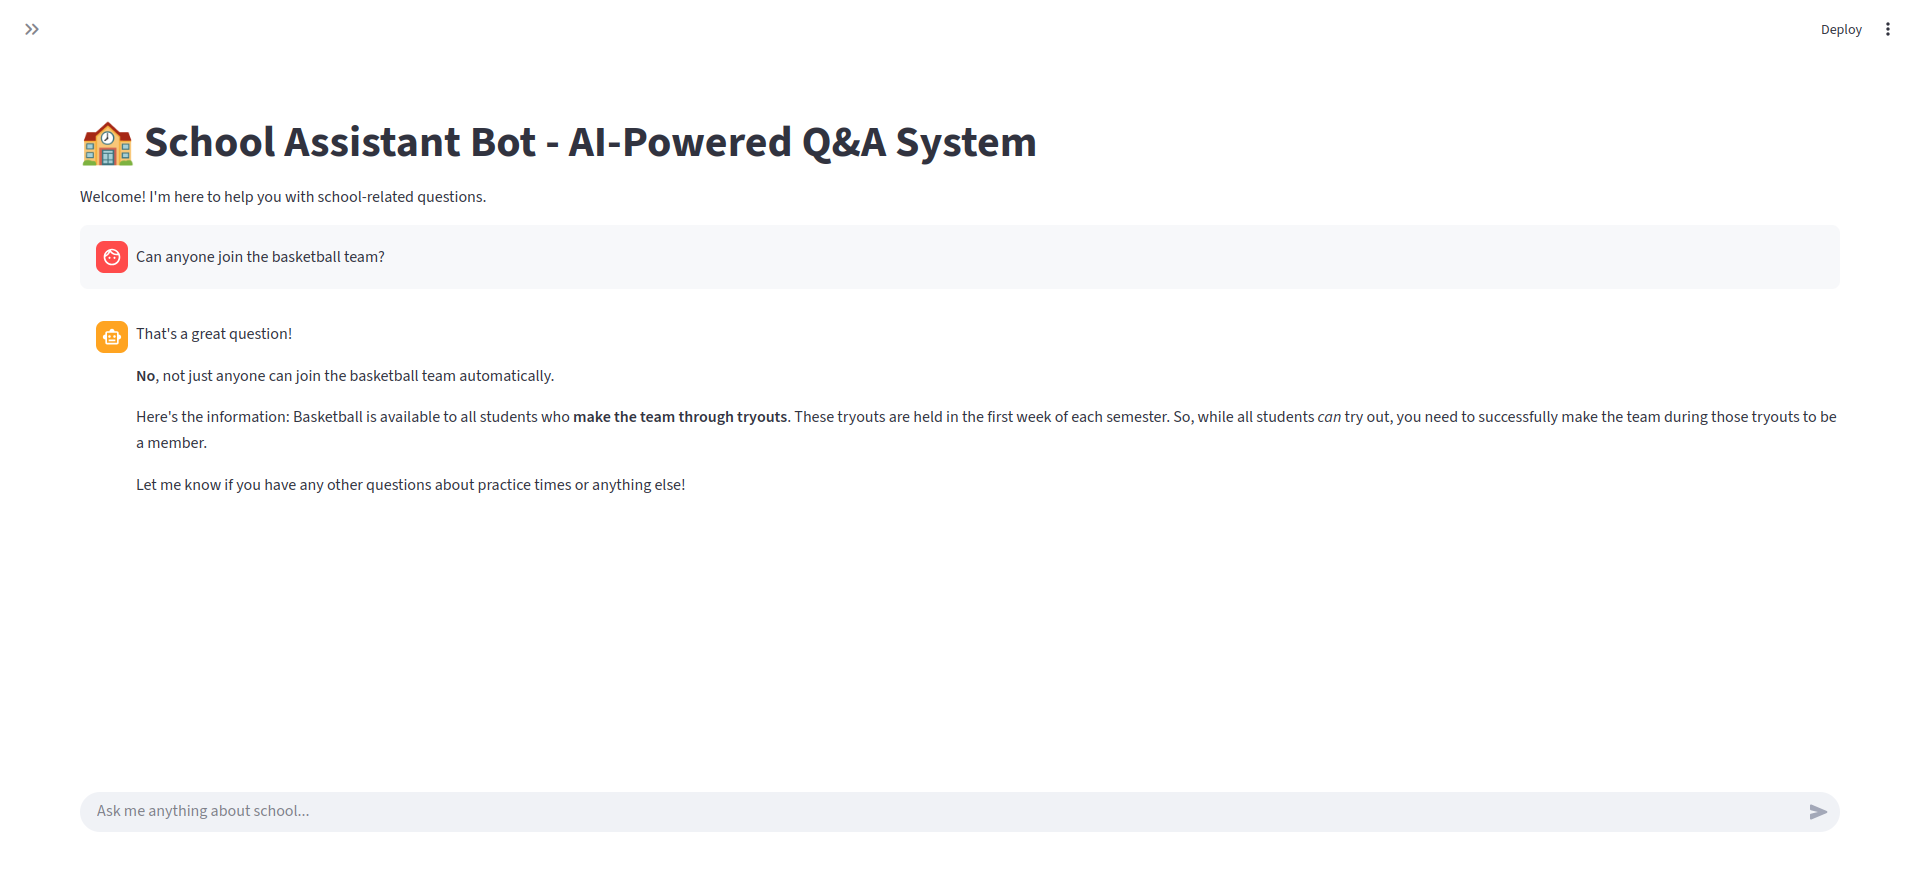 Deploy
School Assistant Bot - AI-Powered Q&A System
Welcome! I'm here to help you with school-related questions.
Can anyone join the basketball team?
That's a great question!
No, not just anyone can join the basketball team automatically.
Here's the information: Basketball is available to all students who make the team through tryouts. These tryouts are held in the first week of each semester. So, while all students can try out, you need to successfully make the team during those tryouts to be
a member.
Let me know if you have any other questions about practice times or anything else!
Ask me anything about school...